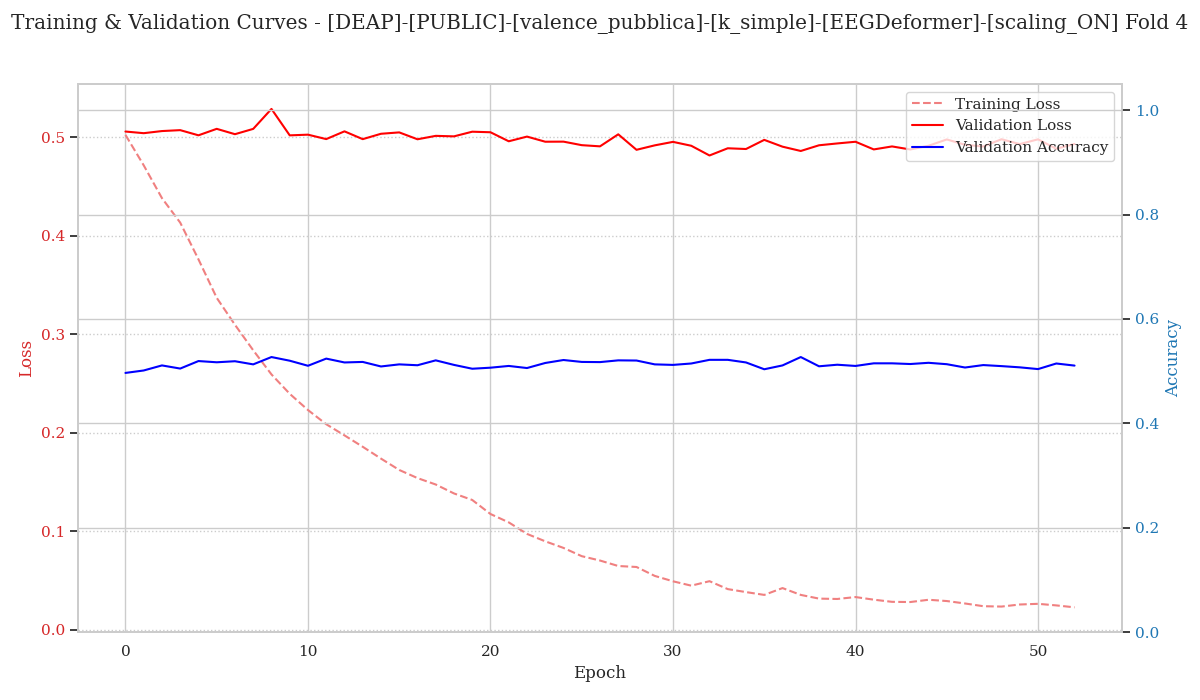 Training & Validation Curves - [DEAP]-[PUBLIC]-[valence_pubblica]-[k_simple]-[EEGDeformer]-[scaling_ON] Fold 4
Training Loss
Validation Loss
Validation Accuracy
Loss
0.5
0.4
0.3
0.2
0.1
0.0
1.0
0.8
0.6
0.4
0.2
0.0
Accuracy
0 10 20 30 40 50
Epoch